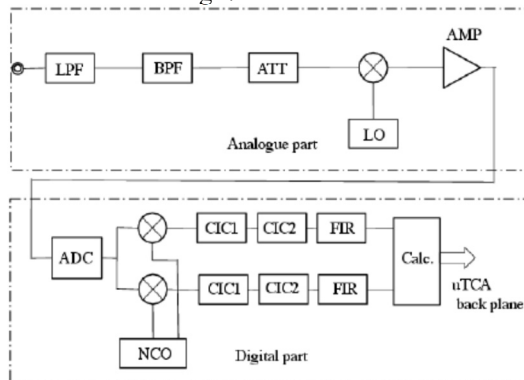 AMP
LPF
BPF
ATT
LO
Analogue part
ADC
CIC1
CIC2
FIR
Calc.
uTCA
back plane
CIC1
CIC2
FIR
NCO
Digital part